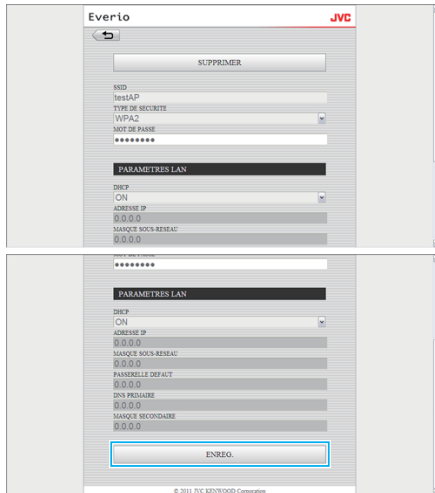 Everio JVC
SUPPRIMER
SSID
testAP
TYPE DE SECURITE
WPA2
MOT DE PASSE
●●●●●●●●
PARAMETRES LAN
DHCP
ON
ADRESSE IP
0.0.0.0
MASQUE SOUS-RESEAU
0.0.0.0
MOT DE PASSE
●●●●●●●●
PARAMETRES LAN
DHCP
ON
ADRESSE IP
0.0.0.0
MASQUE SOUS-RESEAU
0.0.0.0
PASSERELLE DEFAUT
0.0.0.0
DNS PRIMAIRE
0.0.0.0
MASQUE SECONDAIRE
0.0.0.0
ENREG.
© 2011 JVC KENWOOD Corporation